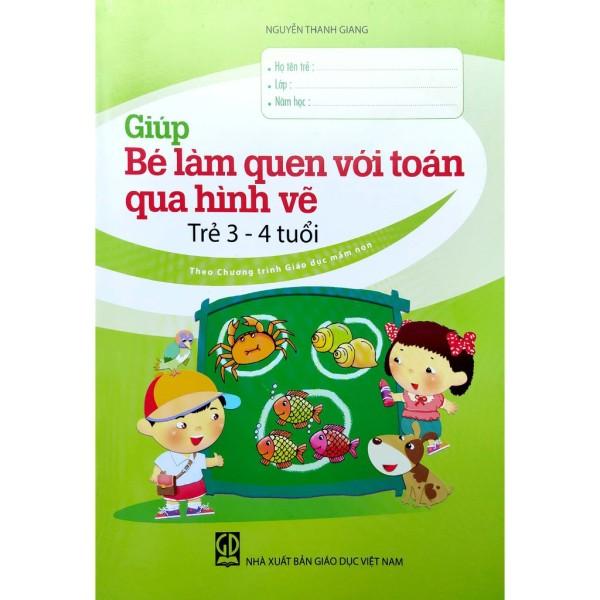 NGUYỄN THANH GIANG
• Họ tên trẻ :
• Lớp :
• Năm học :
Giúp
Bé làm quen với toán
qua hình vẽ
Trẻ 3 - 4 tuổi
Theo Chương trình Giáo dục mầm non
GD
NHÀ XUẤT BẢN GIÁO DỤC VIỆT NAM